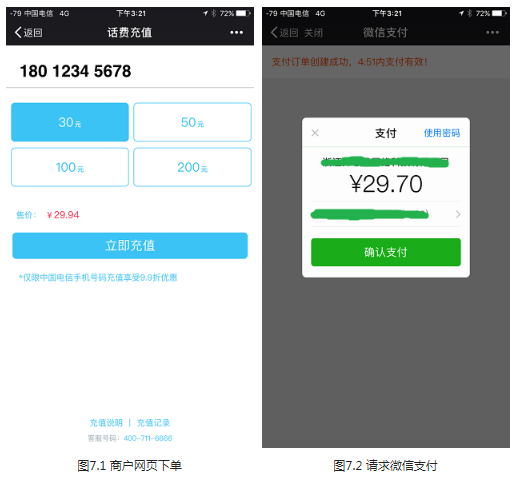 -79 中国电信 4G 下午3:21 72%
返回 话费充值 •••
180 1234 5678
30元 50元
100元 200元
售价： ￥29.94
立即充值
*仅限中国电信手机号码充值享受9.9折优惠
充值说明 | 充值记录
客服号码：400-711-6666
图7.1 商户网页下单
-79 中国电信 4G 下午3:21 72%
返回 关闭 微信支付 •••
支付订单创建成功，4:51内支付有效！
× 支付 使用密码
¥29.70
确认支付
图7.2 请求微信支付